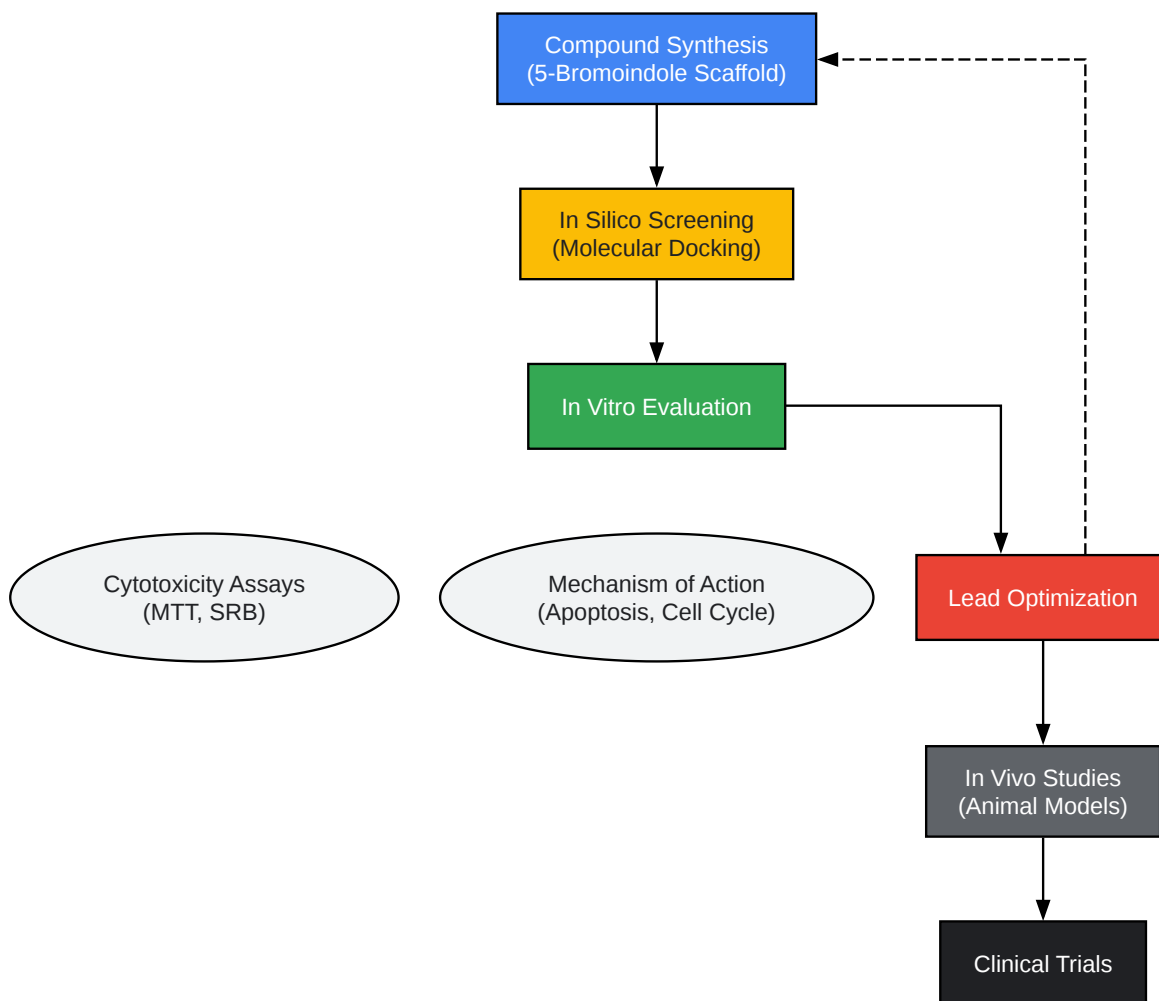 Compound Synthesis
(5-Bromoindole Scaffold)
In Silico Screening
(Molecular Docking)
In Vitro Evaluation
Cytotoxicity Assays
(MTT, SRB)
Mechanism of Action
(Apoptosis, Cell Cycle)
Lead Optimization
In Vivo Studies
(Animal Models)
Clinical Trials